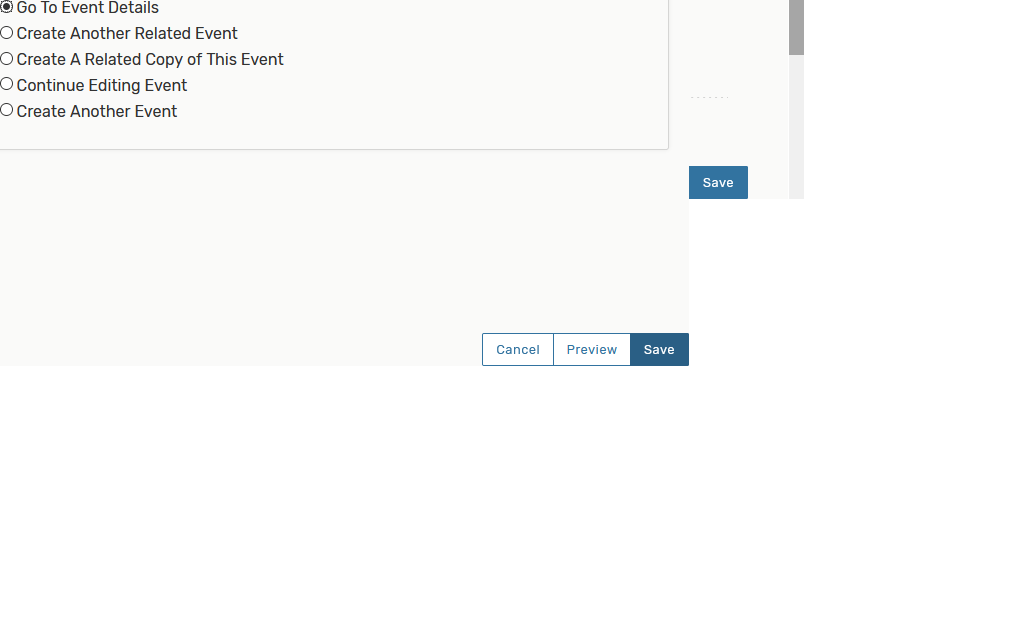 Go To Event Details
Create Another Related Event
Create A Related Copy of This Event
Continue Editing Event
Create Another Event
Save
Cancel Preview Save